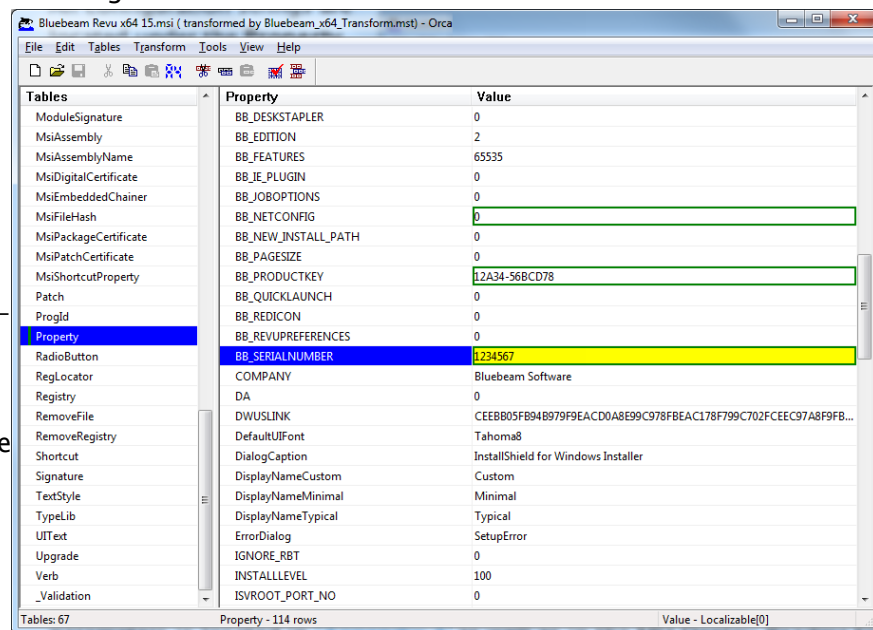 Bluebeam Revu x64 15.msi ( transformed by Bluebeam_x64_Transform.mst) - Orca
File Edit Tables Transform Tools View Help
Tables Property Value
ModuleSignature BB_DESKSTAPLER 0
MsiAssembly BB_EDITION 2
MsiAssemblyName BB_FEATURES 65535
MsiDigitalCertificate BB_IE_PLUGIN 0
MsiEmbeddedChainer BB_JOBOPTIONS 0
MsiFileHash BB_NETCONFIG 0
MsiPackageCertificate BB_NEW_INSTALL_PATH 0
MsiPatchCertificate BB_PAGESIZE 0
MsiShortcutProperty BB_PRODUCTKEY 12A34-56BCD78
Patch BB_QUICKLAUNCH 0
ProgId BB_REDICON 0
Property BB_REVUPREFERENCES 0
RadioButton BB_SERIALNUMBER 1234567
RegLocator COMPANY Bluebeam Software
Registry DA 0
RemoveFile DWUSLINK CEEBB05FB94B979F9EACD0A8E99C978FBEAC178F799C702FCEEC97A8F9FB...
RemoveRegistry DefaultUIFont Tahoma8
Shortcut DialogCaption InstallShield for Windows Installer
Signature DisplayNameCustom Custom
TextStyle DisplayNameMinimal Minimal
TypeLib DisplayNameTypical Typical
UIText ErrorDialog SetupError
Upgrade IGNORE_RBT 0
Verb INSTALLLEVEL 100
_Validation ISVROOT_PORT_NO 0
Tables: 67 Property - 114 rows Value - Localizable[0]